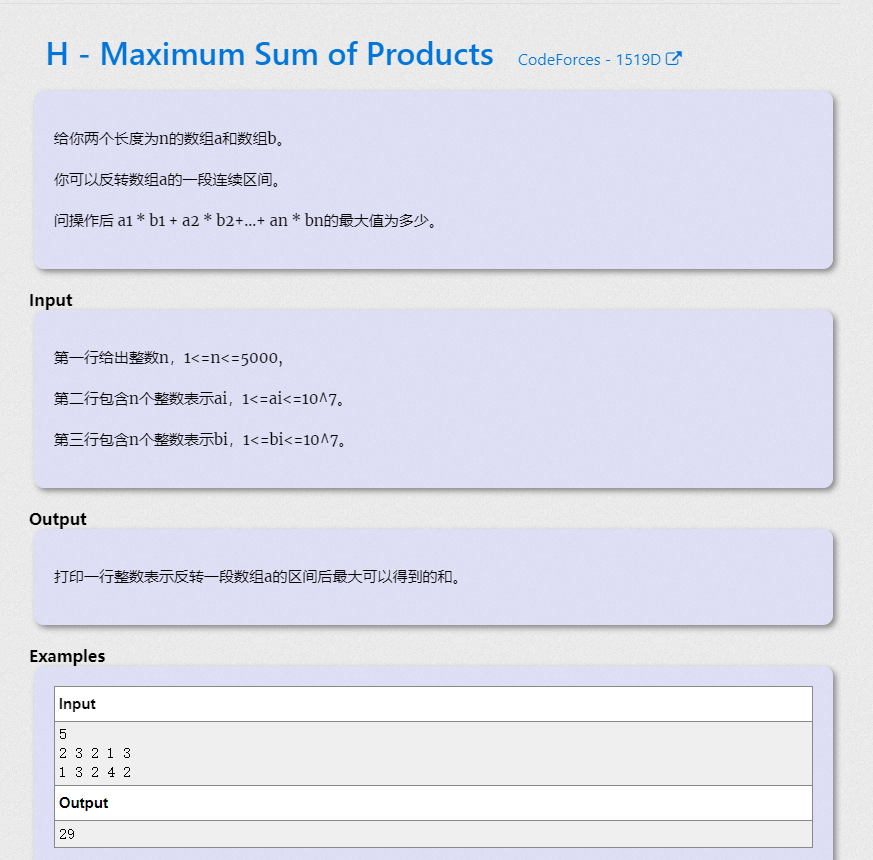 H - Maximum Sum of Products CodeForces - 1519D
给你两个长度为n的数组a和数组b。
你可以反转数组a的一段连续区间。
问操作后 a1 * b1 + a2 * b2+...+ an * bn的最大值为多少。
Input
第一行给出整数n，1<=n<=5000，
第二行包含n个整数表示ai，1<=ai<=10^7。
第三行包含n个整数表示bi，1<=bi<=10^7。
Output
打印一行整数表示反转一段数组a的区间后最大可以得到的和。
Examples
Input
5
2 3 2 1 3
1 3 2 4 2
Output
29